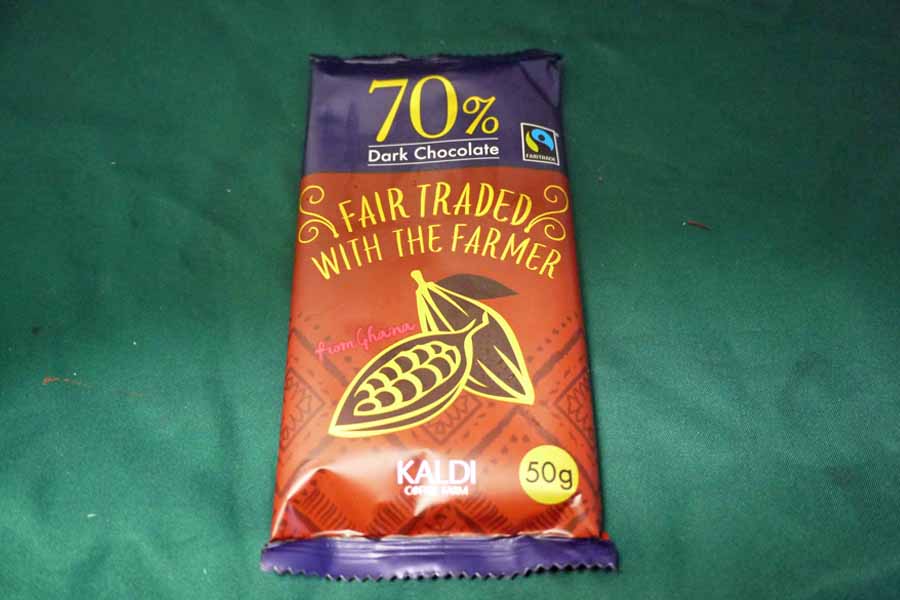 70%
Dark Chocolate
FAIRTRADE
FAIR TRADED
WITH THE FARMER
from Ghana
KALDI
COFFEE FARM
50g